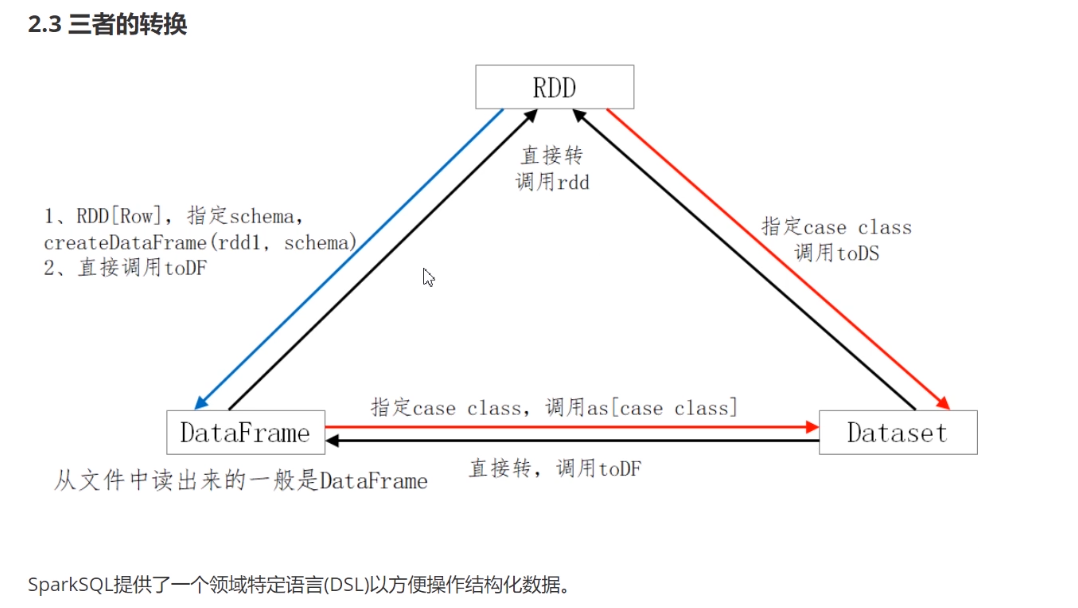 2.3 三者的转换
RDD
直接转
调用rdd
1、RDD[Row]，指定schema，
createDataFrame(rdd1, schema)
2、直接调用toDF
指定case class
调用toDS
指定case class，调用as[case class]
DataFrame
Dataset
直接转，调用toDF
从文件中读出来的一般是DataFrame
SparkSQL提供了一个领域特定语言(DSL)以方便操作结构化数据。